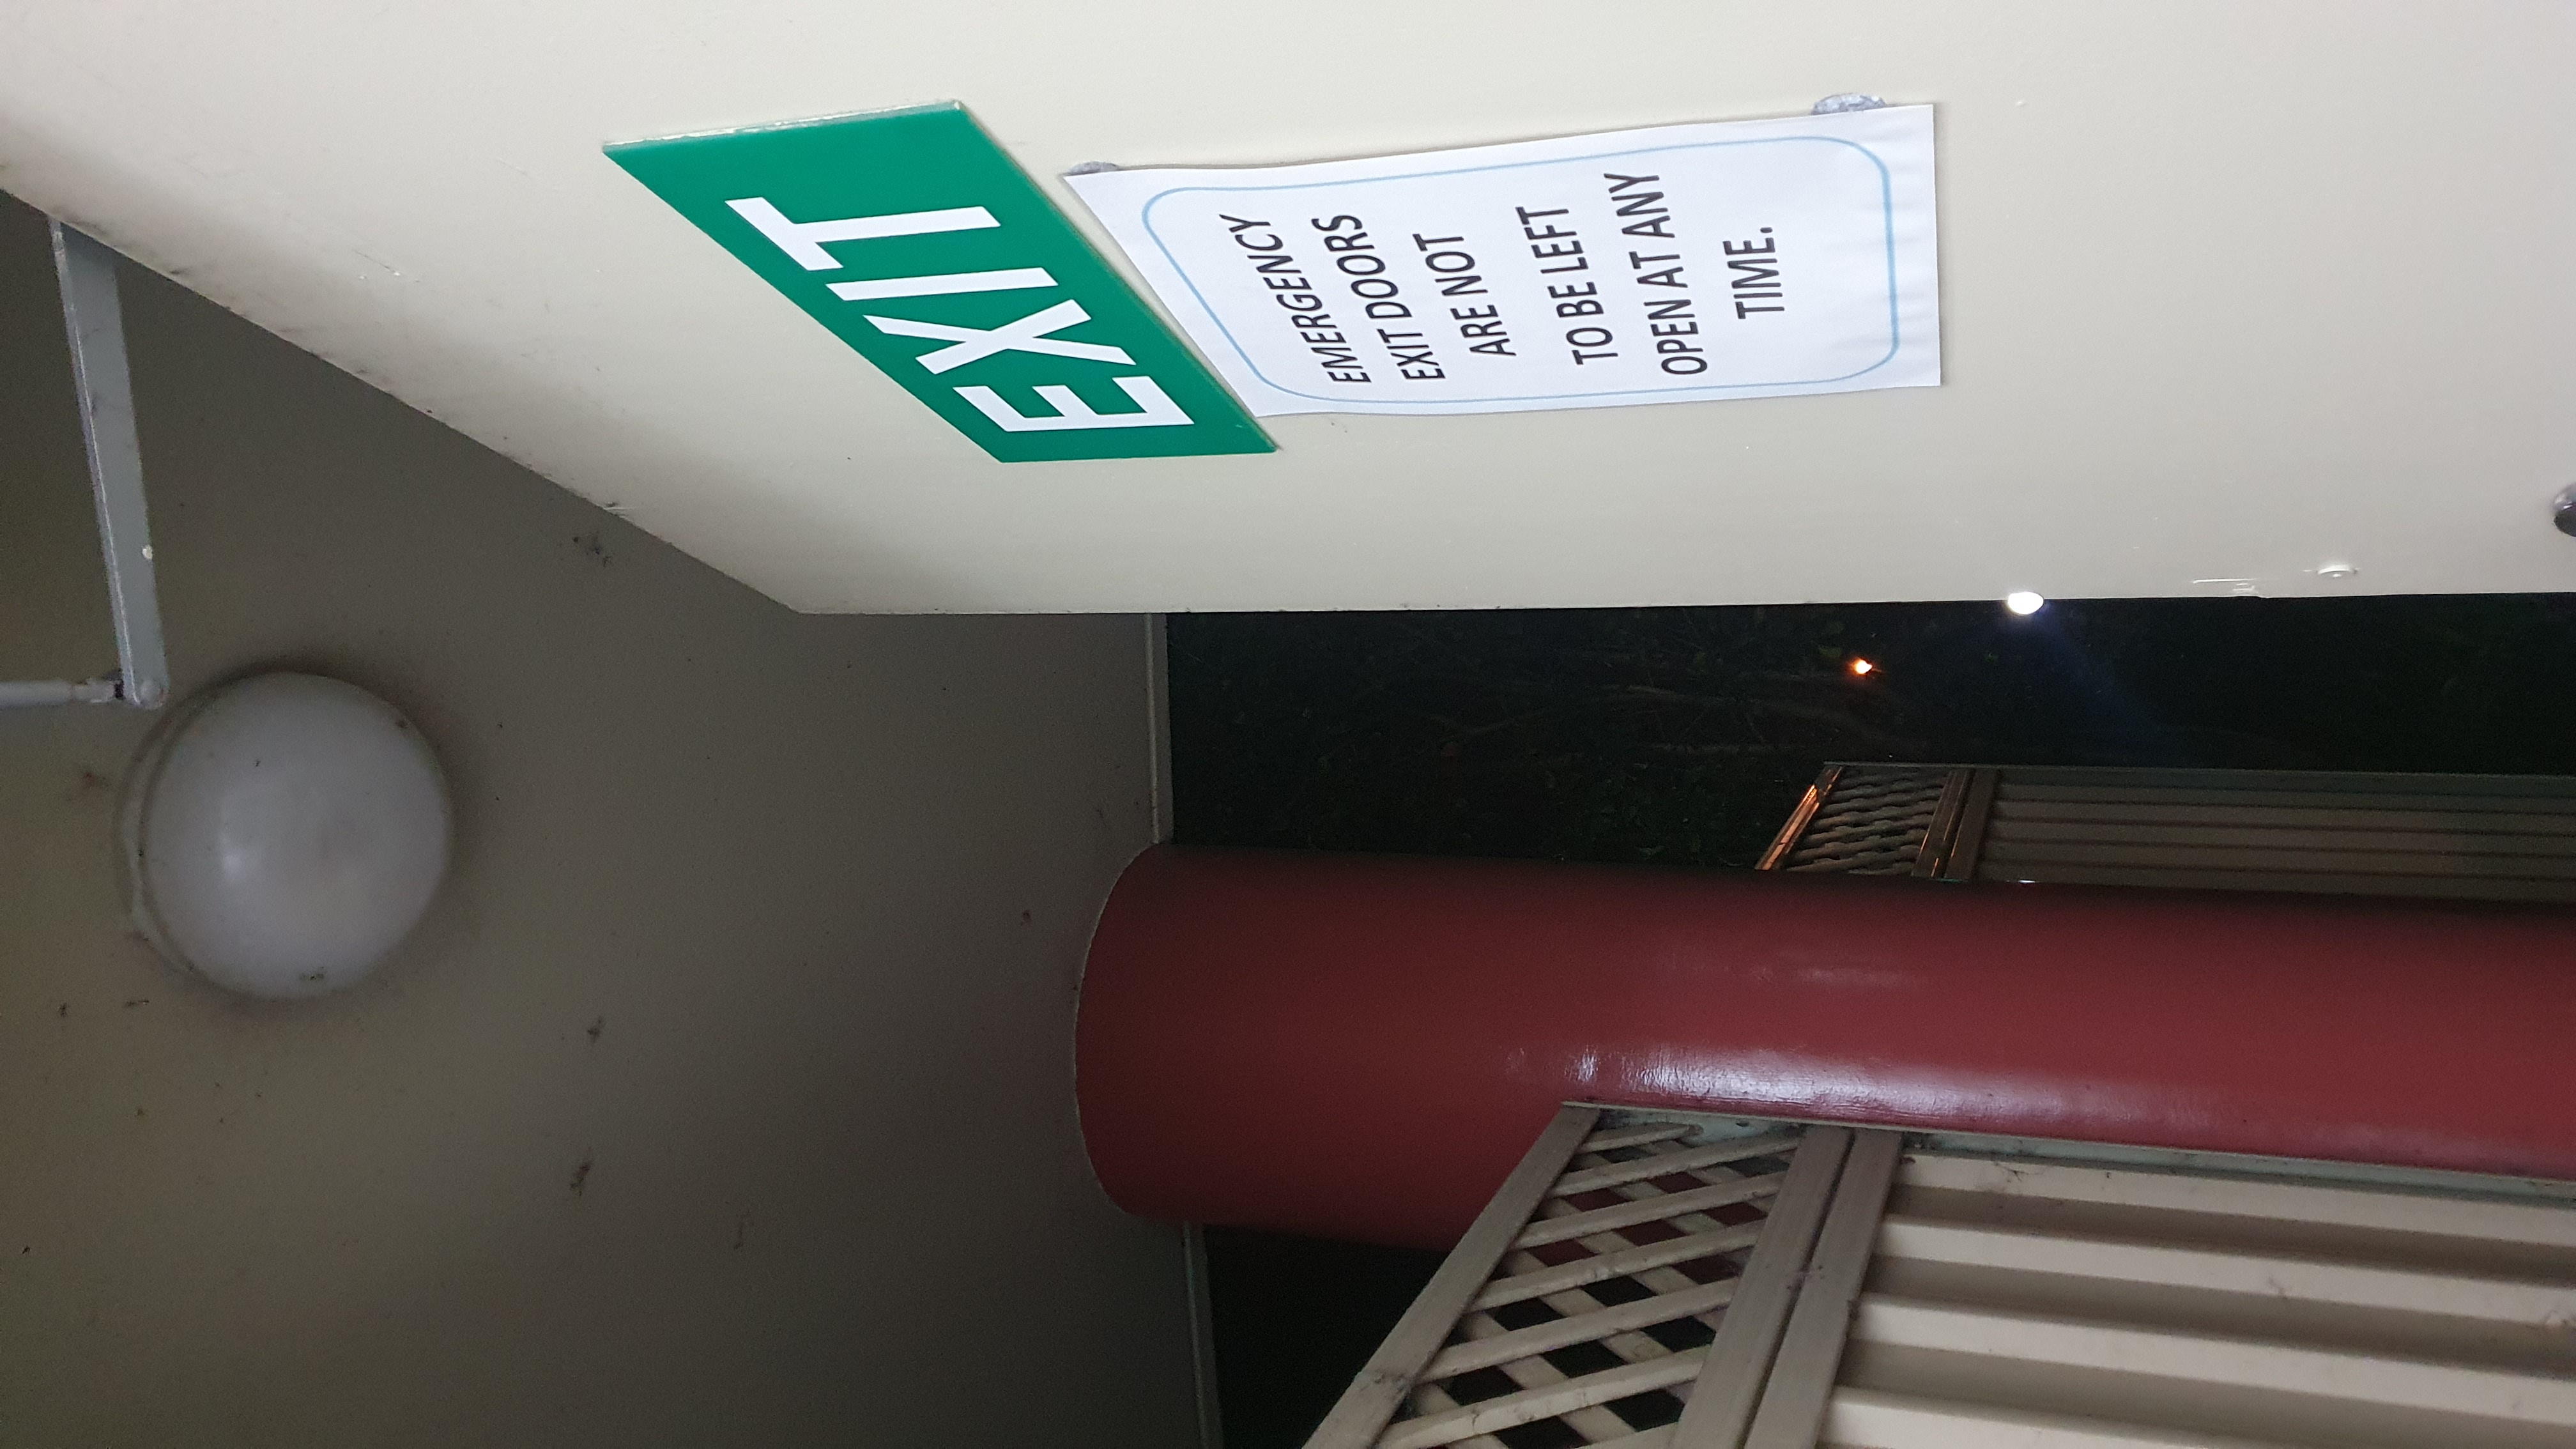 EXIT
EMERGENCY
EXIT DOORS
ARE NOT
TO BE LEFT
OPEN AT ANY
TIME.